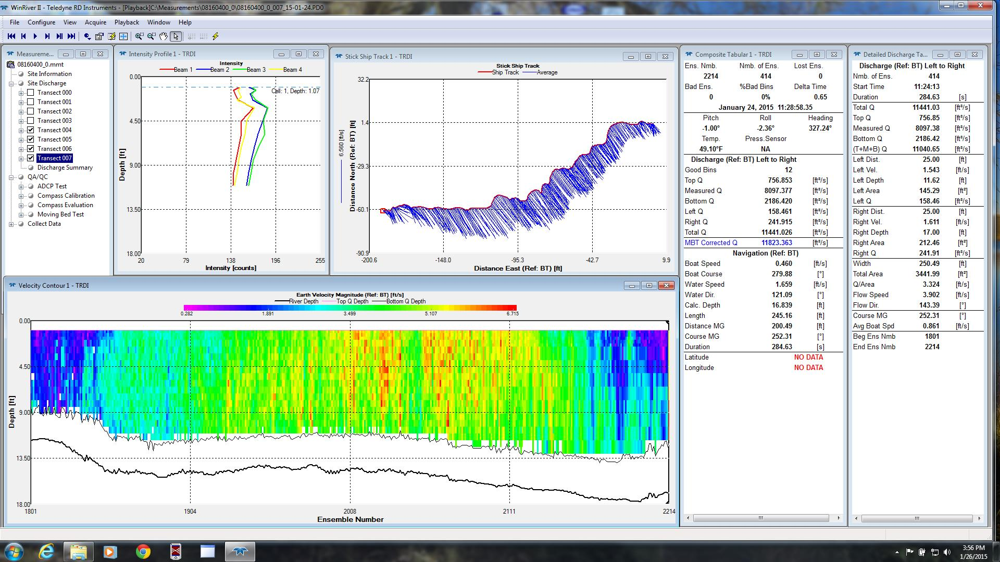 WinRiver II - Teledyne RD Instruments - [Playback]C:\Measurements\08160400_0\08160400_0_007_15-01-24.PD0
File Configure View Acquire Playback Window Help
Measureme...
08160400_0.mmt
Site Information
Site Discharge
Transect 000
Transect 001
Transect 002
Transect 003
Transect 004
Transect 005
Transect 006
Transect 007
Discharge Summary
QA/QC
ADCP Test
Compass Calibration
Compass Evaluation
Moving Bed Test
Collect Data
Intensity Profile 1 - TRDI
Intensity
Beam 1 Beam 2 Beam 3 Beam 4
Cell: 1, Depth: 1.07
Depth [ft]
0.00
4.50
9.00
13.50
18.00
20 79 138 196 255
Intensity [counts]
Stick Ship Track 1 - TRDI
Stick Ship Track
Ship Track Average
6.560 [ft/s]
Distance North (Ref: BT) [ft]
32.2
1.4
-29.3
-60.1
-90.9
-200.6 -148.0 -95.3 -42.7 9.9
Distance East (Ref: BT) [ft]
Velocity Contour 1 - TRDI
Earth Velocity Magnitude (Ref: BT) [ft/s]
River Depth Top Q Depth Bottom Q Depth
0.282 1.891 3.499 5.107 6.715
Depth [ft]
0.00
4.50
9.00
13.50
18.00
1801 1904 2008 2111 2214
Ensemble Number
Composite Tabular 1 - TRDI
Ens. Nmb. Nmb. of Ens. Lost Ens.
2214 414 0
Bad Ens. %Bad Bins Delta Time
0 0% 0.65
January 24, 2015 11:28:58.35
Pitch Roll Heading
-1.00° -2.36° 327.24°
Temp. Press.Sensor
49.10°F NA
Discharge (Ref: BT) Left to Right
Good Bins 12
Top Q 756.853 [ft³/s]
Measured Q 8097.377 [ft³/s]
Bottom Q 2186.420 [ft³/s]
Left Q 158.461 [ft³/s]
Right Q 241.915 [ft³/s]
Total Q 11441.026 [ft³/s]
MBT Corrected Q 11823.363 [ft³/s]
Navigation (Ref: BT)
Boat Speed 0.460 [ft/s]
Boat Course 279.88 [°]
Water Speed 1.659 [ft/s]
Water Dir. 121.09 [°]
Calc. Depth 16.839 [ft]
Length 245.16 [ft]
Distance MG 200.49 [ft]
Course MG 252.31 [°]
Duration 284.63 [s]
Latitude NO DATA
Longitude NO DATA
Detailed Discharge Ta...
Discharge (Ref: BT) Left to Right
Nmb. of Ens. 414
Start Time 11:24:13
Duration 284.63 [s]
Total Q 11441.03 [ft³/s]
Top Q 756.85 [ft³/s]
Measured Q 8097.38 [ft³/s]
Bottom Q 2186.42 [ft³/s]
(T+M+B) Q 11040.65 [ft³/s]
Left Dist. 25.00 [ft]
Left Vel. 1.543 [ft/s]
Left Depth 11.62 [ft]
Left Area 145.29 [ft²]
Left Q 158.46 [ft³/s]
Right Dist. 25.00 [ft]
Right Vel. 1.611 [ft/s]
Right Depth 17.00 [ft]
Right Area 212.46 [ft²]
Right Q 241.91 [ft³/s]
Width 250.49 [ft]
Total Area 3441.99 [ft²]
Q/Area 3.324 [ft/s]
Flow Speed 3.902 [ft/s]
Flow Dir. 143.39 [°]
Course MG 252.31 [°]
Avg Boat Spd 0.861 [ft/s]
Beg Ens Nmb 1801
End Ens Nmb 2214
3:56 PM
1/26/2015